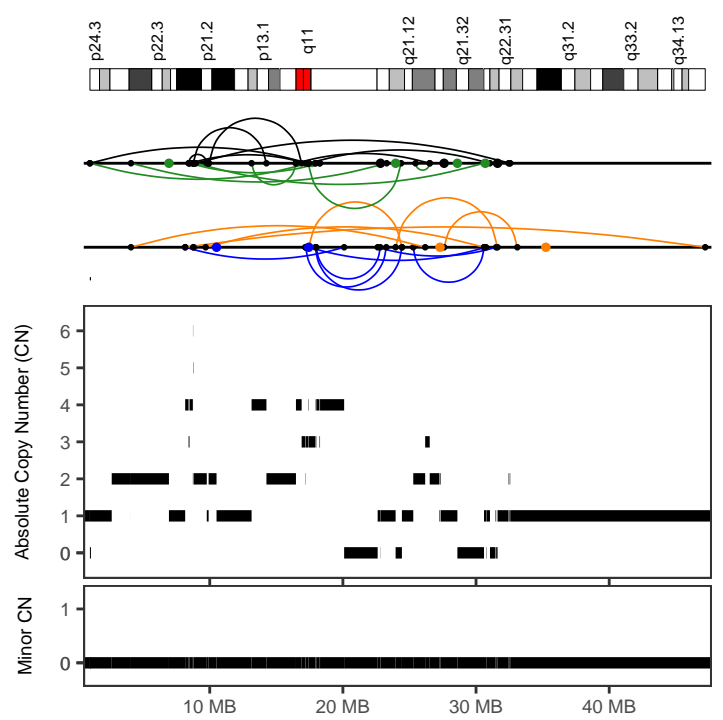 p24.3 p22.3 p21.2 p13.1 q11 q21.12 q21.32 q22.31 q31.2 q33.2 q34.13
Absolute Copy Number (CN)
6
5
4
3
2
1
0
Minor CN
1
0
10 MB 20 MB 30 MB 40 MB